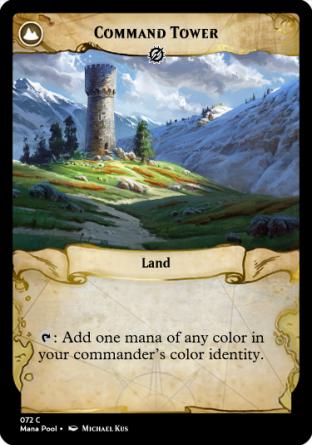 COMMAND TOWER
Land
: Add one mana of any color in
your commander's color identity.
072 C
Mana Pool • MICHAEL KUS